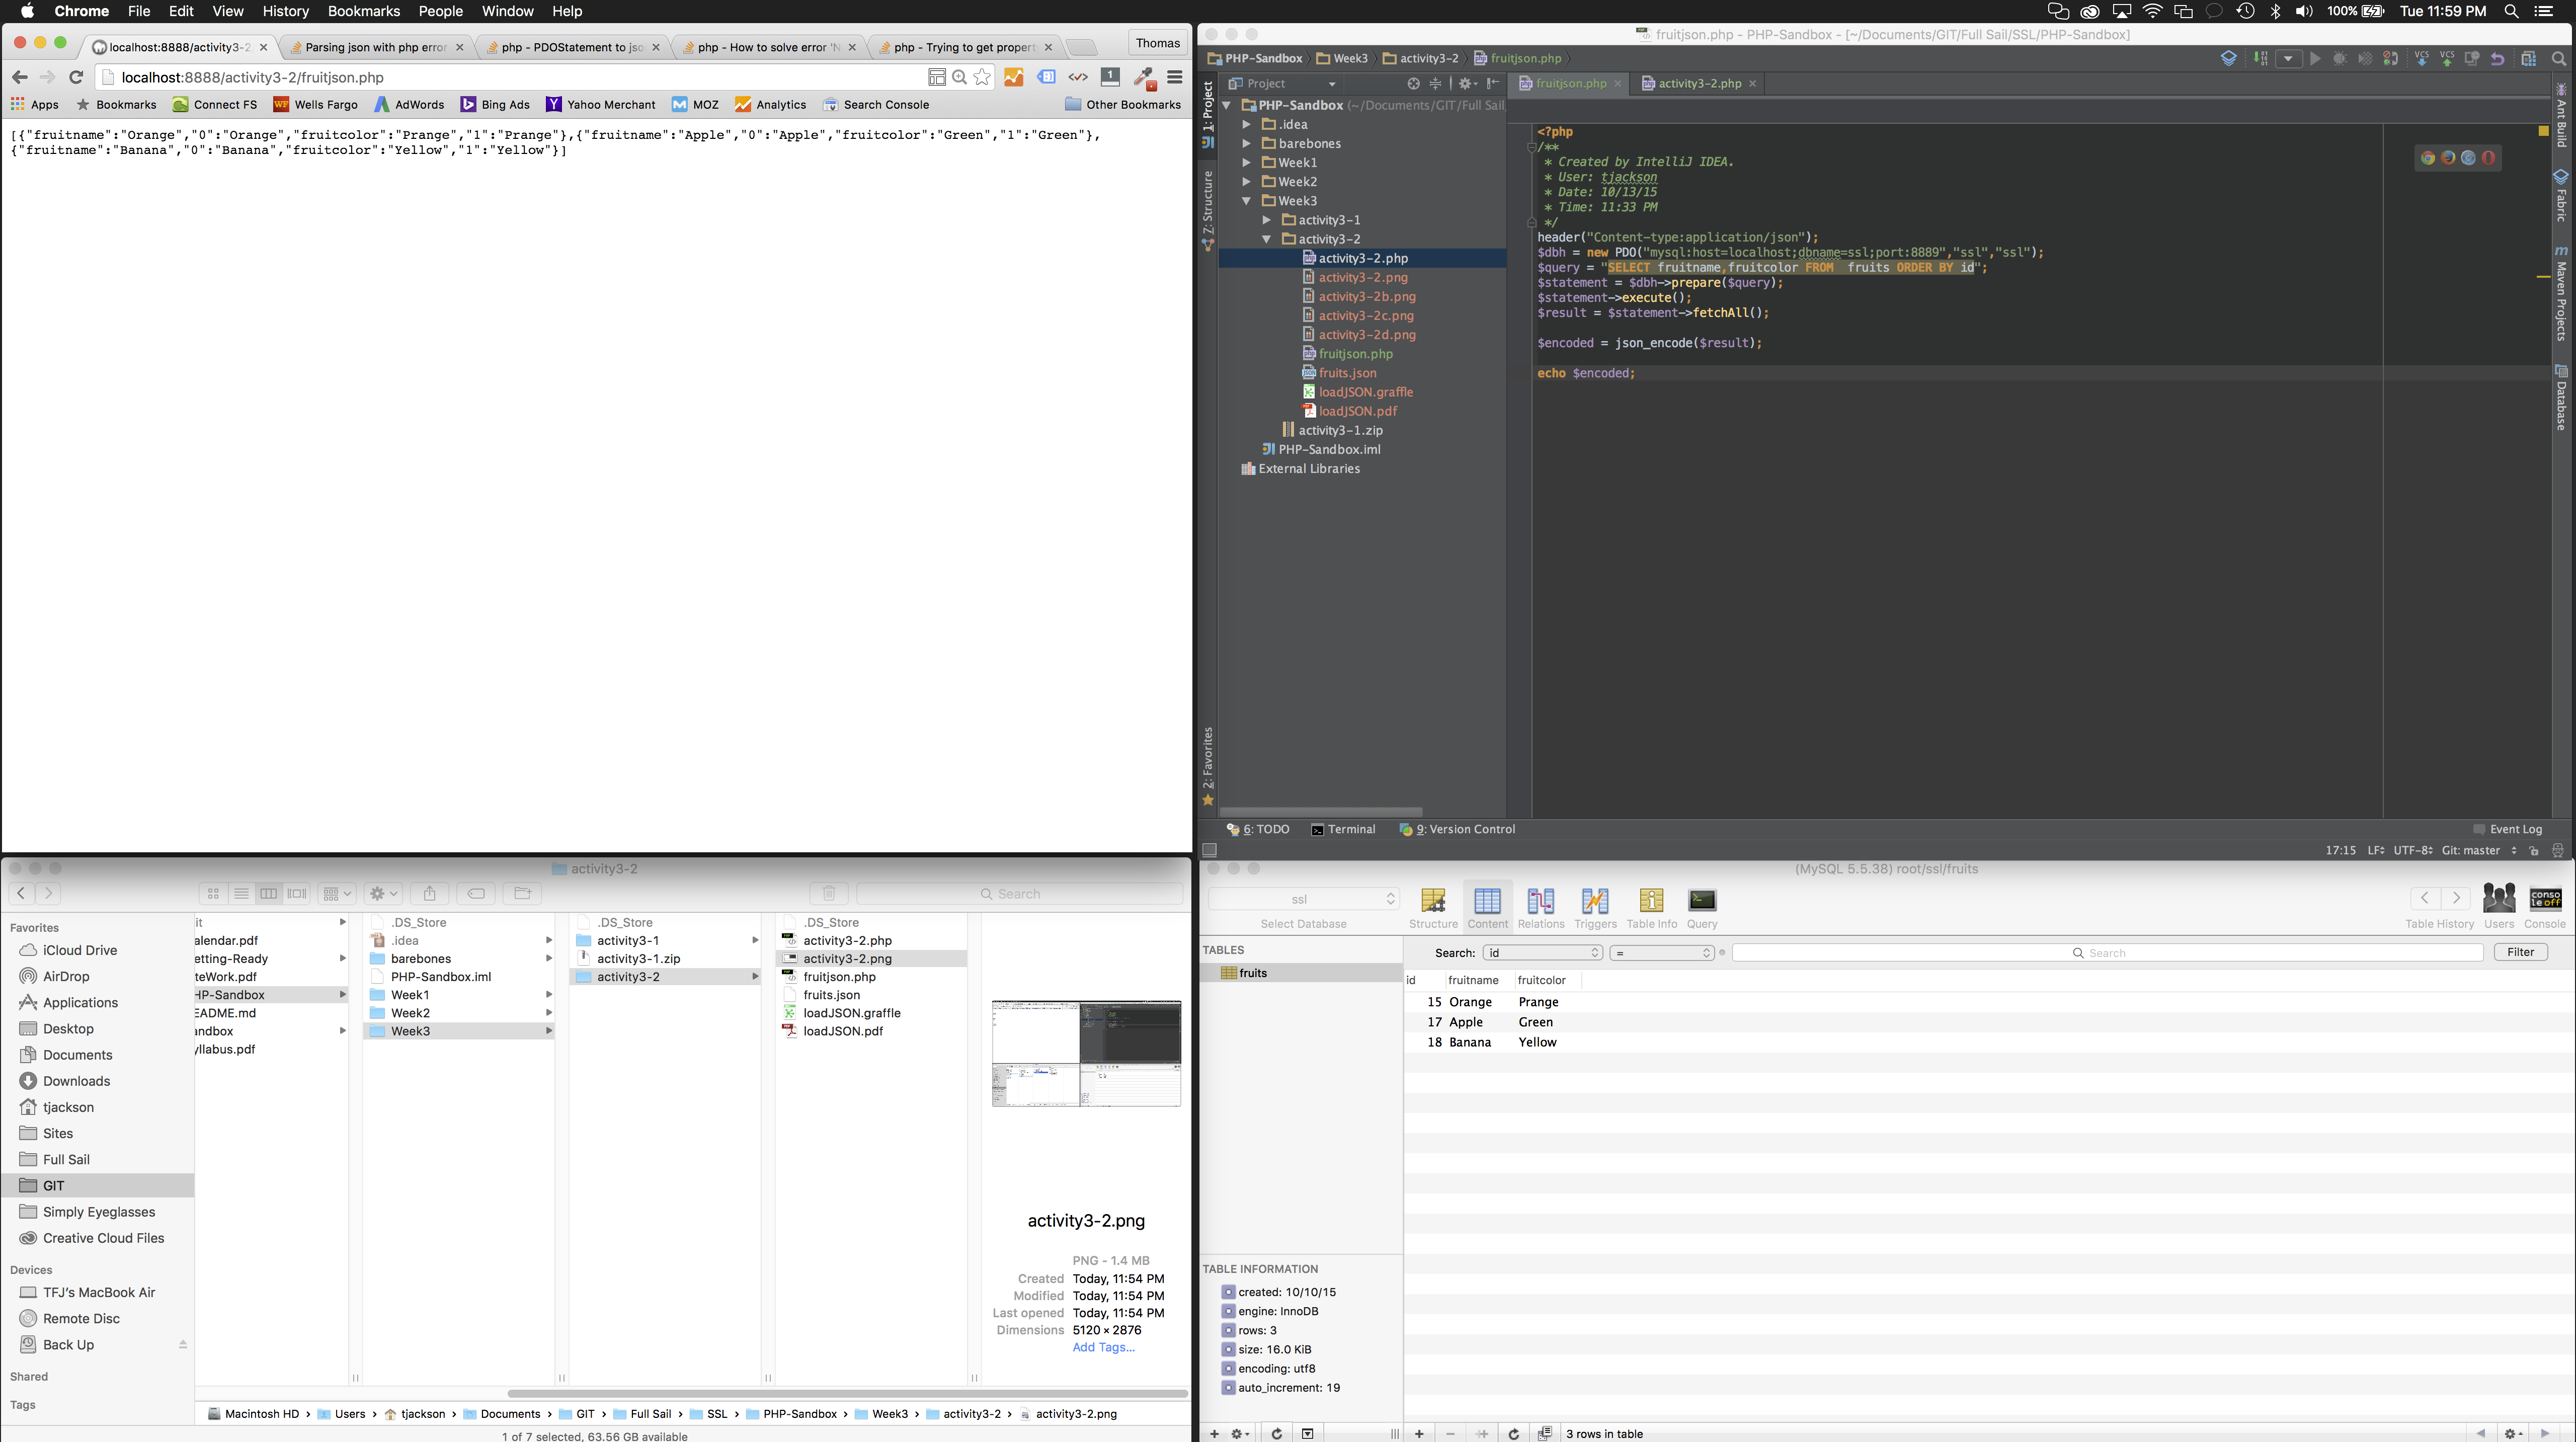 Chrome File Edit View History Bookmarks People Window Help
100% Tue 11:59 PM
localhost:8888/activity3-2
Parsing json with php error
php - PDOStatement to jso
php - How to solve error 'N
php - Trying to get propert
Thomas
localhost:8888/activity3-2/fruitjson.php
Apps Bookmarks Connect FS Wells Fargo AdWords Bing Ads Yahoo Merchant MOZ Analytics Search Console Other Bookmarks
[{"fruitname":"Orange","0":"Orange","fruitcolor":"Prange","1":"Prange"},{"fruitname":"Apple","0":"Apple","fruitcolor":"Green","1":"Green"},
{"fruitname":"Banana","0":"Banana","fruitcolor":"Yellow","1":"Yellow"}]
fruitjson.php - PHP-Sandbox - [~/Documents/GIT/Full Sail/SSL/PHP-Sandbox]
PHP-Sandbox Week3 activity3-2 fruitjson.php
VCS VCS
1: Project
Z: Structure
2: Favorites
Project
PHP-Sandbox (~/Documents/GIT/Full Sail
.idea
barebones
Week1
Week2
Week3
activity3-1
activity3-2
activity3-2.php
activity3-2.png
activity3-2b.png
activity3-2c.png
activity3-2d.png
fruitjson.php
fruits.json
loadJSON.graffle
loadJSON.pdf
activity3-1.zip
PHP-Sandbox.iml
External Libraries
fruitjson.php
activity3-2.php
<?php
/**
* Created by IntelliJ IDEA.
* User: tjackson
* Date: 10/13/15
* Time: 11:33 PM
*/
header("Content-type:application/json");
$dbh = new PDO("mysql:host=localhost;dbname=ssl;port:8889","ssl","ssl");
$query = "SELECT fruitname,fruitcolor FROM  fruits ORDER BY id";
$statement = $dbh->prepare($query);
$statement->execute();
$result = $statement->fetchAll();
$encoded = json_encode($result);
echo $encoded;
Ant Build
Fabric
Maven Projects
Database
6: TODO Terminal 9: Version Control Event Log
17:15 LF UTF-8 Git: master
activity3-2
Search
Favorites
iCloud Drive
AirDrop
Applications
Desktop
Documents
Downloads
tjackson
Sites
Full Sail
GIT
Simply Eyeglasses
Creative Cloud Files
Devices
TFJ's MacBook Air
Remote Disc
Back Up
Shared
Tags
it
alendar.pdf
etting-Ready
teWork.pdf
HP-Sandbox
EADME.md
andbox
yllabus.pdf
.DS_Store
.idea
barebones
PHP-Sandbox.iml
Week1
Week2
Week3
.DS_Store
activity3-1
activity3-1.zip
activity3-2
.DS_Store
activity3-2.php
activity3-2.png
fruitjson.php
fruits.json
loadJSON.graffle
loadJSON.pdf
activity3-2.png
PNG - 1.4 MB
Created Today, 11:54 PM
Modified Today, 11:54 PM
Last opened Today, 11:54 PM
Dimensions 5120 × 2876
Add Tags...
Macintosh HD › Users › tjackson › Documents › GIT › Full Sail › SSL › PHP-Sandbox › Week3 › activity3-2 › activity3-2.png
1 of 7 selected, 63.56 GB available
(MySQL 5.5.38) root/ssl/fruits
ssl
Select Database
Structure Content Relations Triggers Table Info Query
Table History Users Console
conso
le off
TABLES
fruits
Search: id = Search Filter
id fruitname fruitcolor
15 Orange Prange
17 Apple Green
18 Banana Yellow
TABLE INFORMATION
created: 10/10/15
engine: InnoDB
rows: 3
size: 16.0 KiB
encoding: utf8
auto_increment: 19
3 rows in table